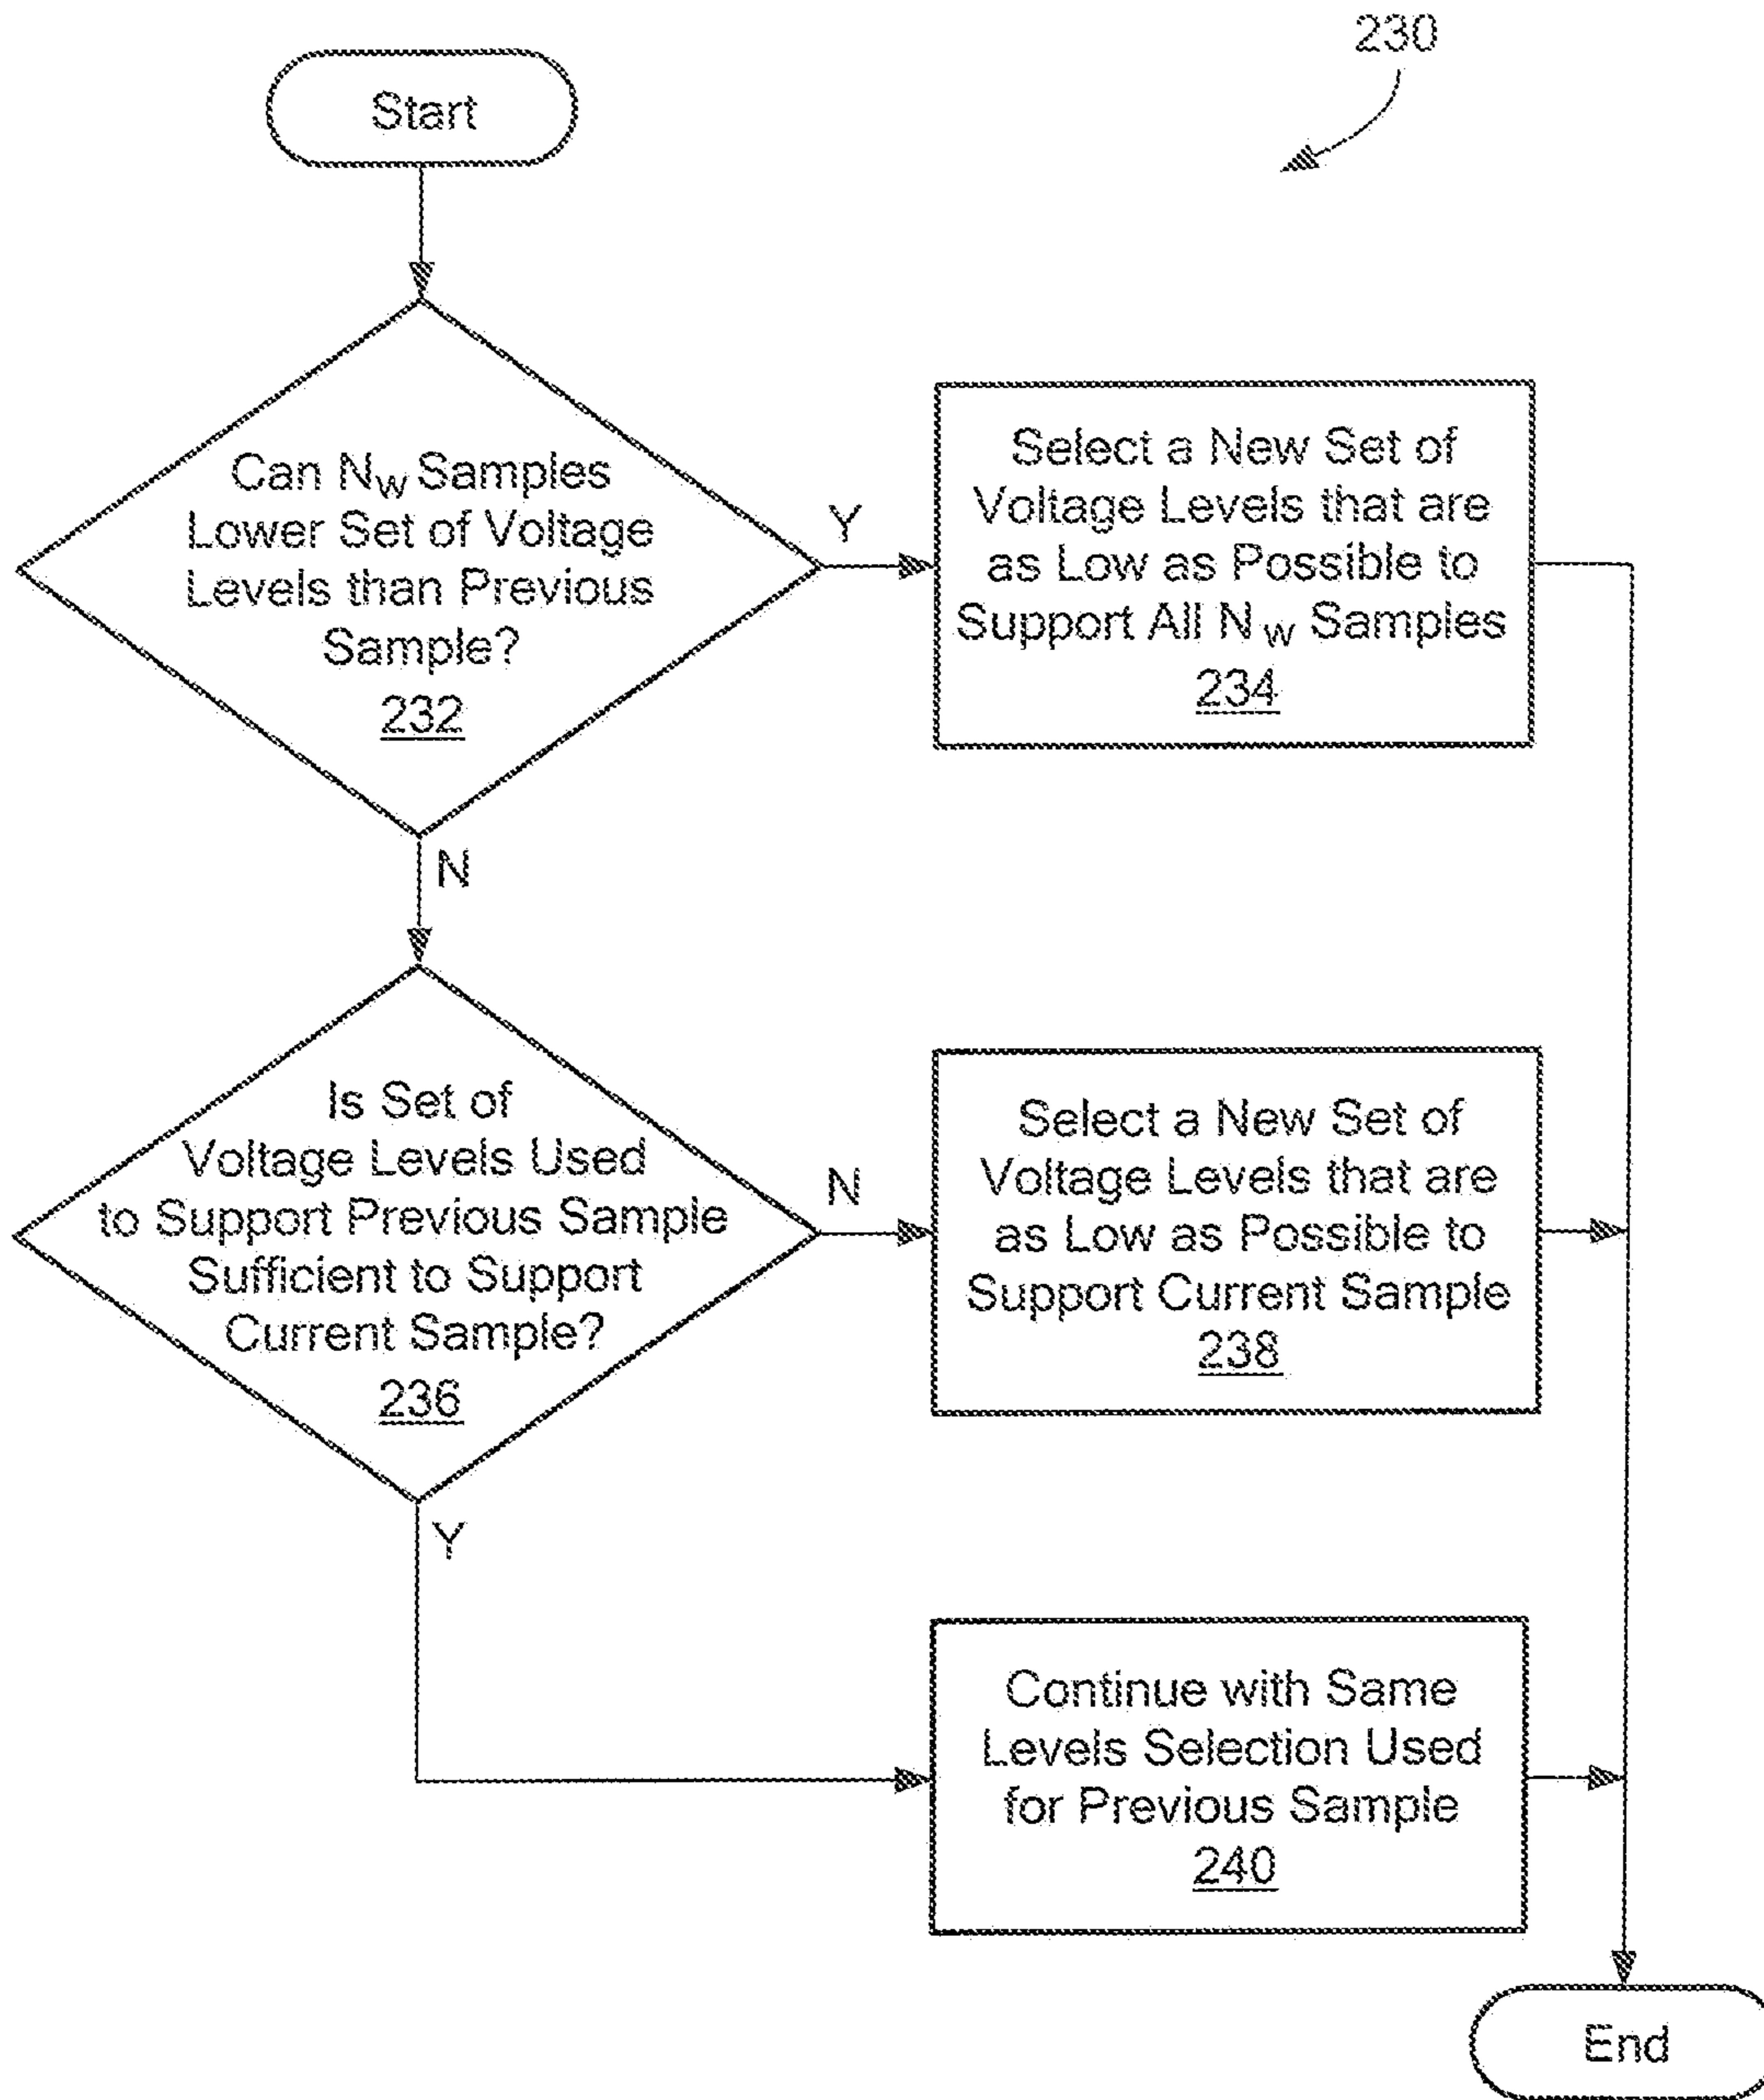 230
Start
Can NW Samples
Lower Set of Voltage
Levels than Previous
Sample?
232
Y
Select a New Set of
Voltage Levels that are
as Low as Possible to
Support All NW Samples
234
N
Is Set of
Voltage Levels Used
to Support Previous Sample
Sufficient to Support
Current Sample?
236
N
Select a New Set of
Voltage Levels that are
as Low as Possible to
Support Current Sample
238
Y
Continue with Same
Levels Selection Used
for Previous Sample
240
End